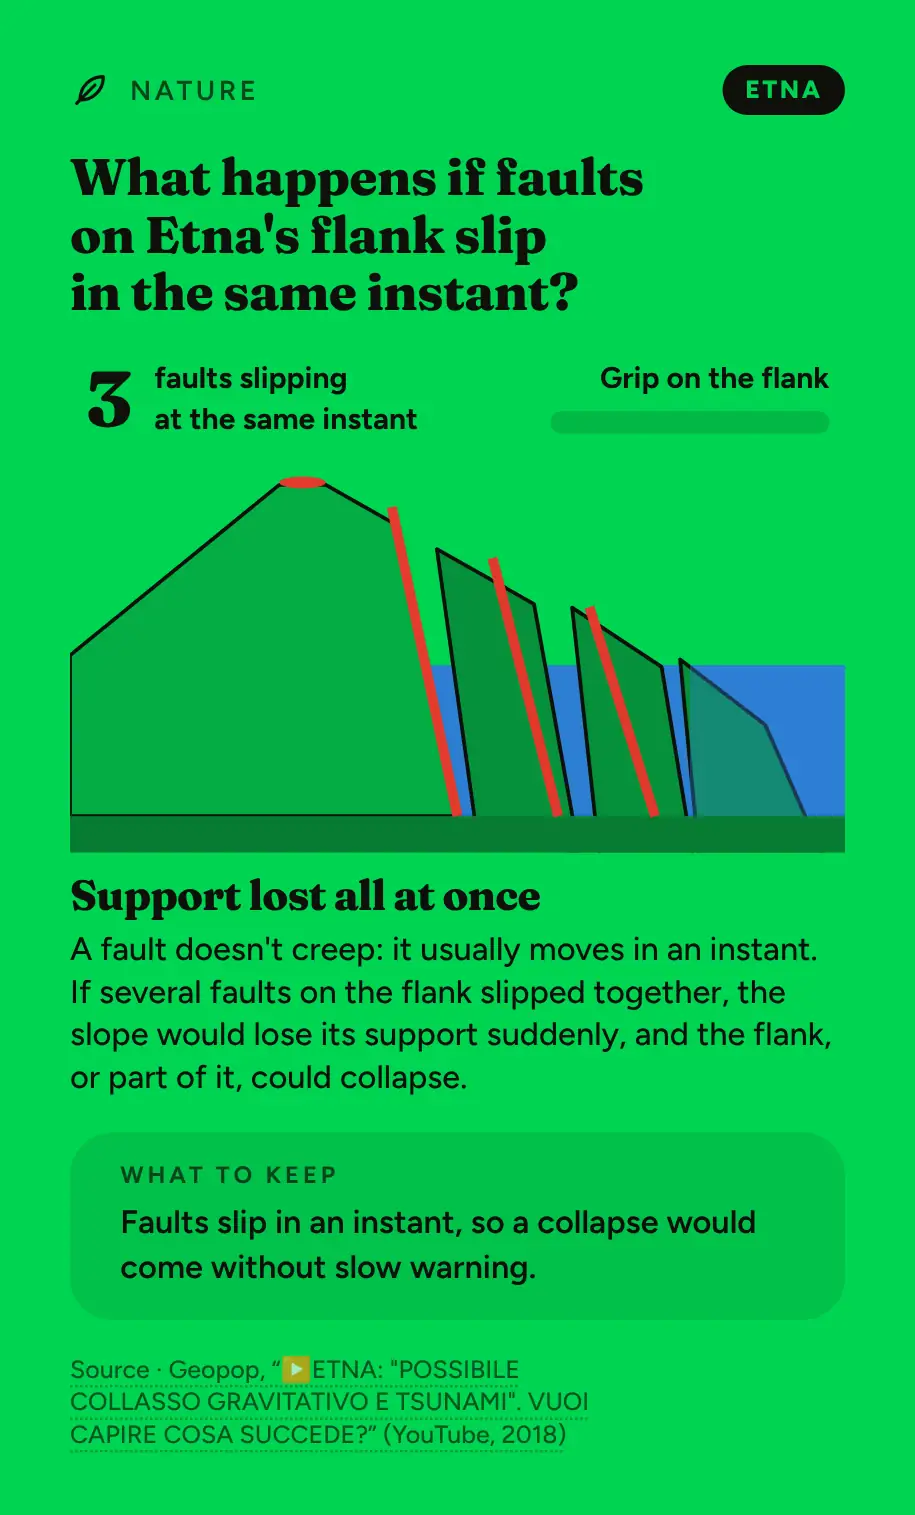 NATURE
ETNA
What happens if faults
on Etna's flank slip
in the same instant?
3
faults slipping
at the same instant
Grip on the flank
Support lost all at once
A fault doesn't creep: it usually moves in an instant.
If several faults on the flank slipped together, the
slope would lose its support suddenly, and the flank,
or part of it, could collapse.
WHAT TO KEEP
Faults slip in an instant, so a collapse would
come without slow warning.
Source · Geopop, “▶️ETNA: "POSSIBILE
COLLASSO GRAVITATIVO E TSUNAMI". VUOI
CAPIRE COSA SUCCEDE?” (YouTube, 2018)